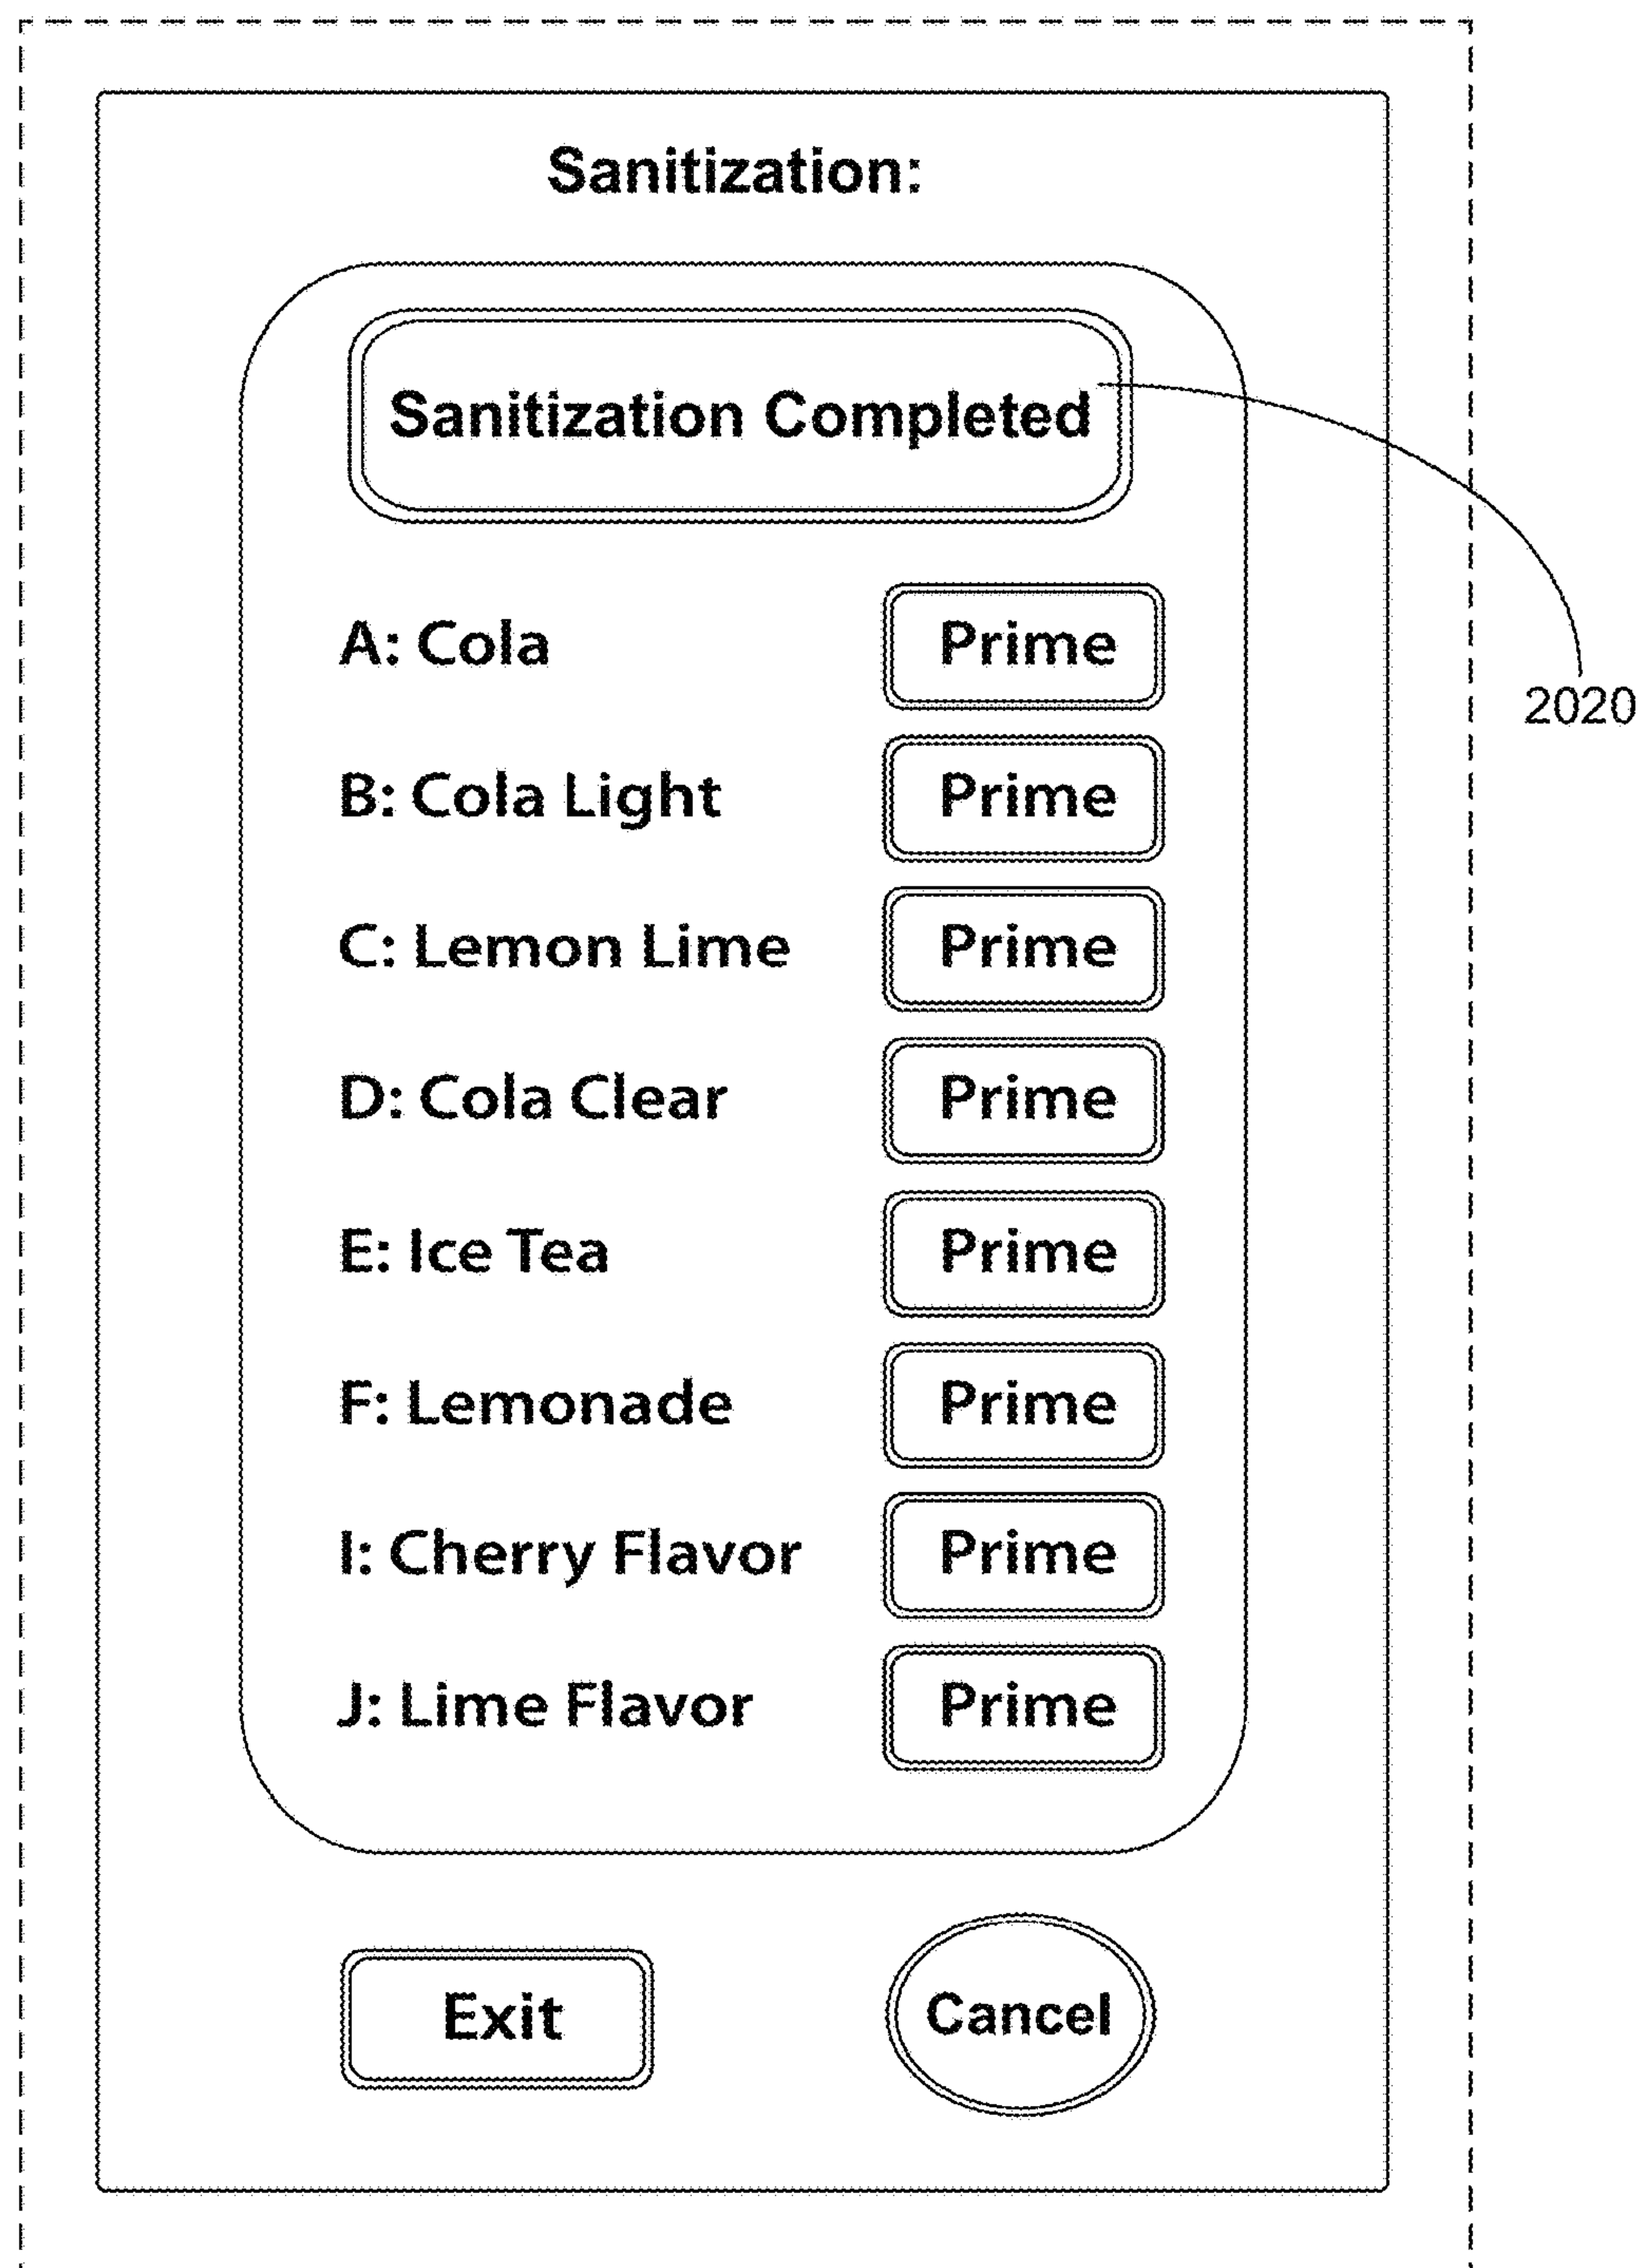 Sanitization:
Sanitization Completed
A: Cola Prime
2020
B: Cola Light Prime
C: Lemon Lime Prime
D: Cola Clear Prime
E: Ice Tea Prime
F: Lemonade Prime
I: Cherry Flavor Prime
J: Lime Flavor Prime
Exit Cancel